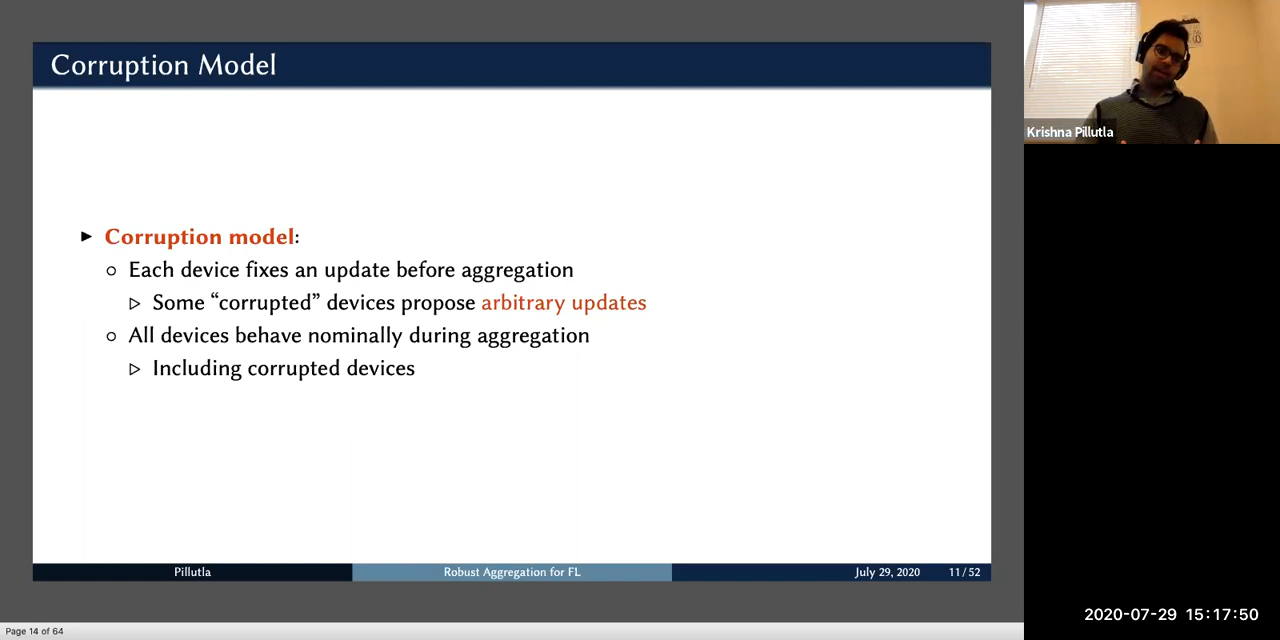 Corruption Model
► Corruption model:
○ Each device fixes an update before aggregation
▷ Some “corrupted” devices propose arbitrary updates
○ All devices behave nominally during aggregation
▷ Including corrupted devices
Pillutla Robust Aggregation for FL July 29, 2020 11/52
Page 14 of 64
Krishna Pillutla
2020-07-29 15:17:50